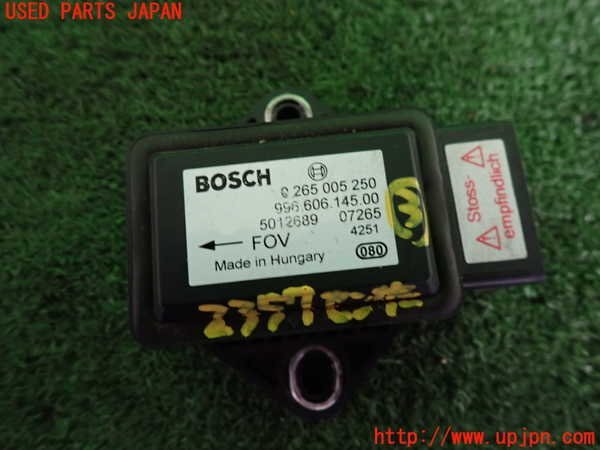 USED PARTS JAPAN
BOSCH
0 265 005 250
996.606.145.00
5012689 07265
4251
← FOV
080
Made in Hungary
Stoss-
empfindlich
http://www.upjpn.com/